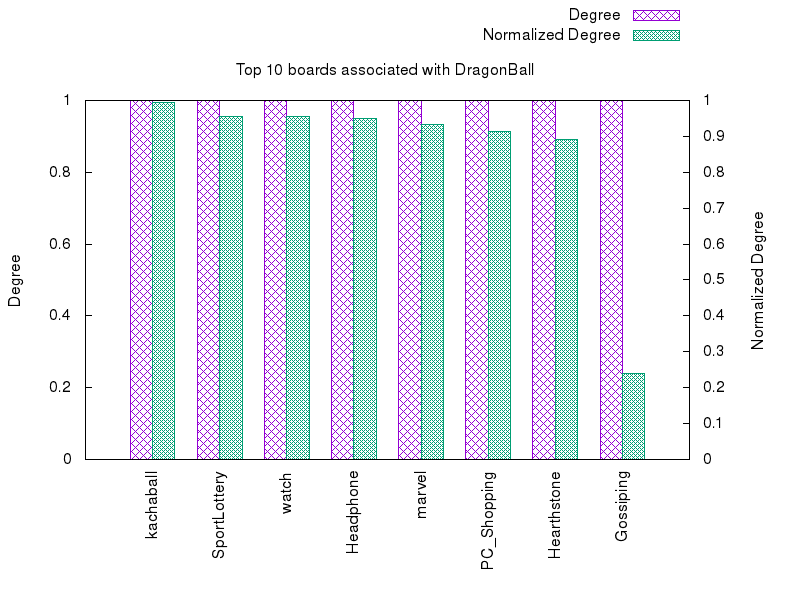 Degree
Normalized Degree
Top 10 boards associated with DragonBall
1
0.8
0.6
0.4
0.2
0
Degree
1
0.9
0.8
0.7
0.6
0.5
0.4
0.3
0.2
0.1
0
Normalized Degree
kachaball
SportLottery
watch
Headphone
marvel
PC_Shopping
Hearthstone
Gossiping